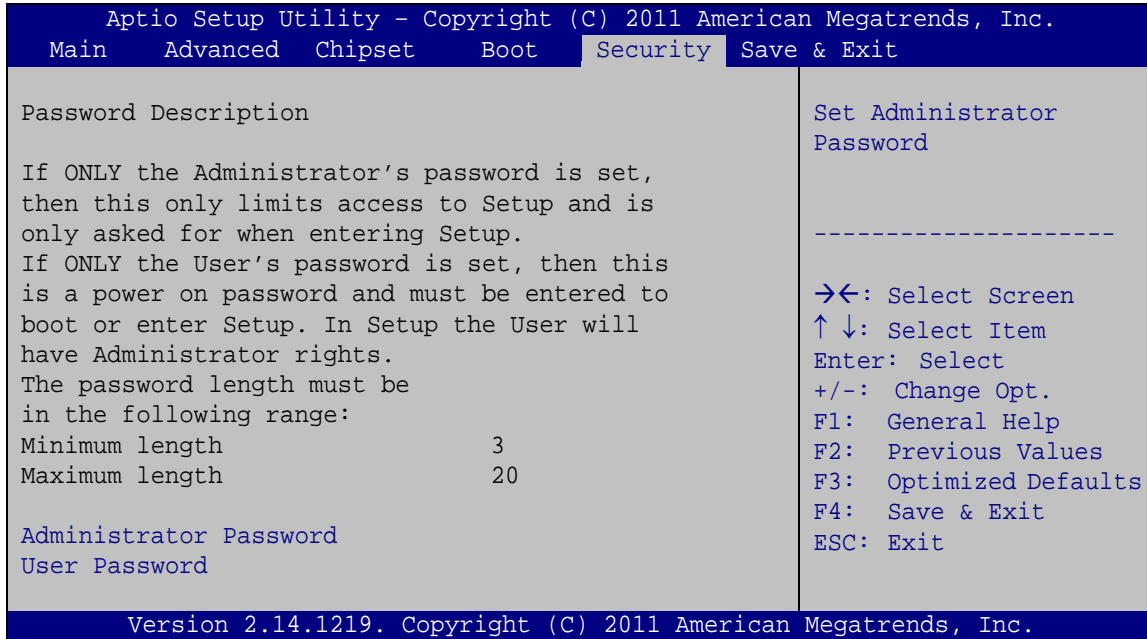 Aptio Setup Utility – Copyright (C) 2011 American Megatrends, Inc.
Main Advanced Chipset Boot Security Save & Exit
Password Description
If ONLY the Administrator’s password is set,
then this only limits access to Setup and is
only asked for when entering Setup.
If ONLY the User’s password is set, then this
is a power on password and must be entered to
boot or enter Setup. In Setup the User will
have Administrator rights.
The password length must be
in the following range:
Minimum length 3
Maximum length 20
Administrator Password
User Password
Set Administrator
Password
---------------------
→←: Select Screen
↑ ↓: Select Item
Enter: Select
+/-: Change Opt.
F1: General Help
F2: Previous Values
F3: Optimized Defaults
F4: Save & Exit
ESC: Exit
Version 2.14.1219. Copyright (C) 2011 American Megatrends, Inc.